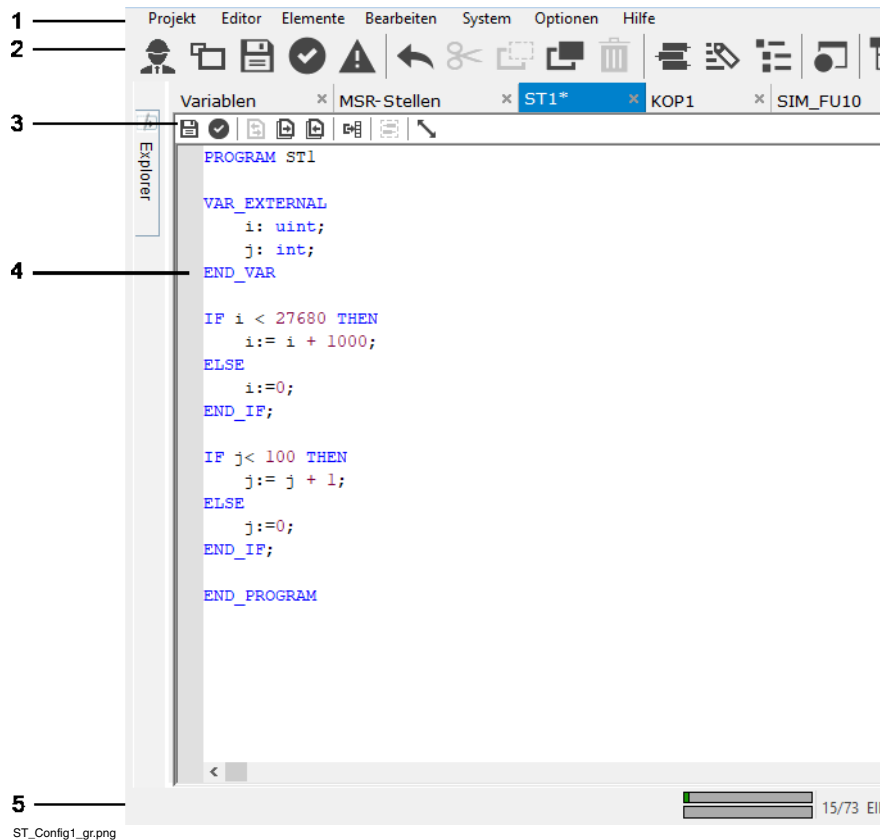 1
Projekt Editor Elemente Bearbeiten System Optionen Hilfe
2
Variablen × MSR-Stellen × ST1* × KOP1 × SIM_FU10
3
Explorer
PROGRAM ST1
VAR_EXTERNAL
i: uint;
j: int;
4
END_VAR
IF i < 27680 THEN
i:= i + 1000;
ELSE
i:=0;
END_IF;
IF j< 100 THEN
j:= j + 1;
ELSE
j:=0;
END_IF;
END_PROGRAM
5
15/73
ST_Config1_gr.png